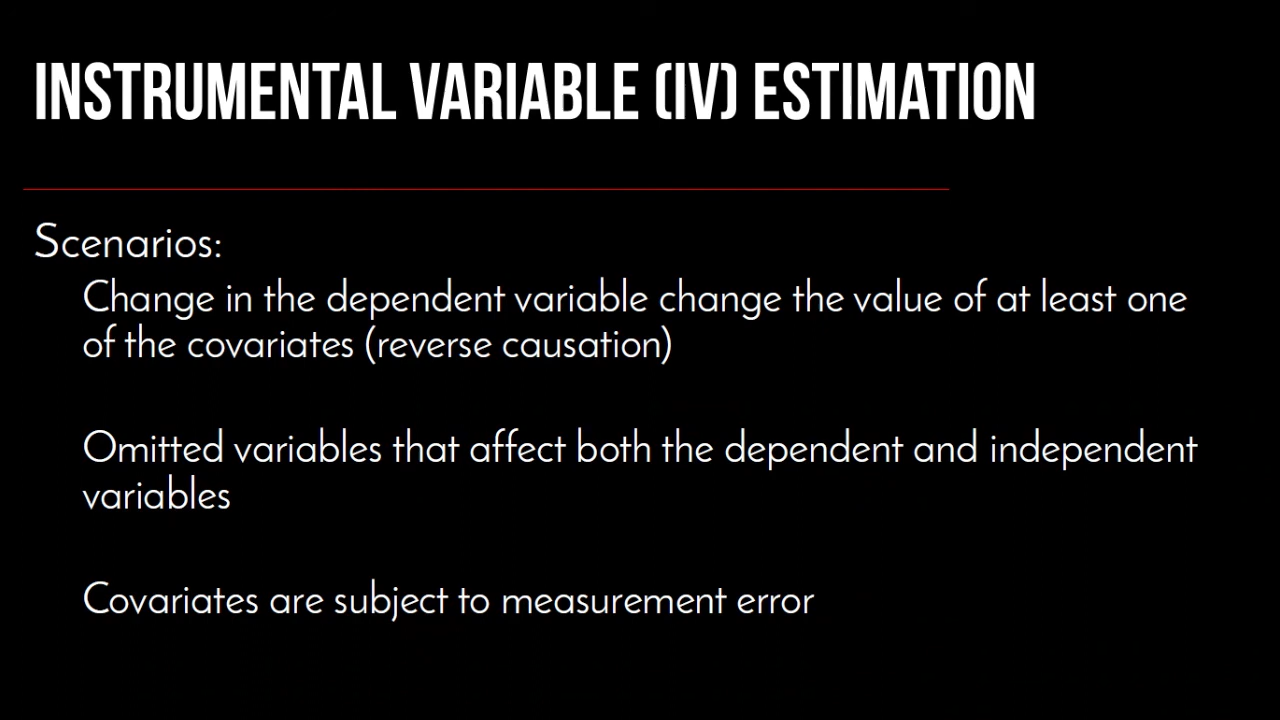 INSTRUMENTAL VARIABLE (IV) ESTIMATION
Scenarios:
Change in the dependent variable change the value of at least one
of the covariates (reverse causation)
Omitted variables that affect both the dependent and independent
variables
Covariates are subject to measurement error